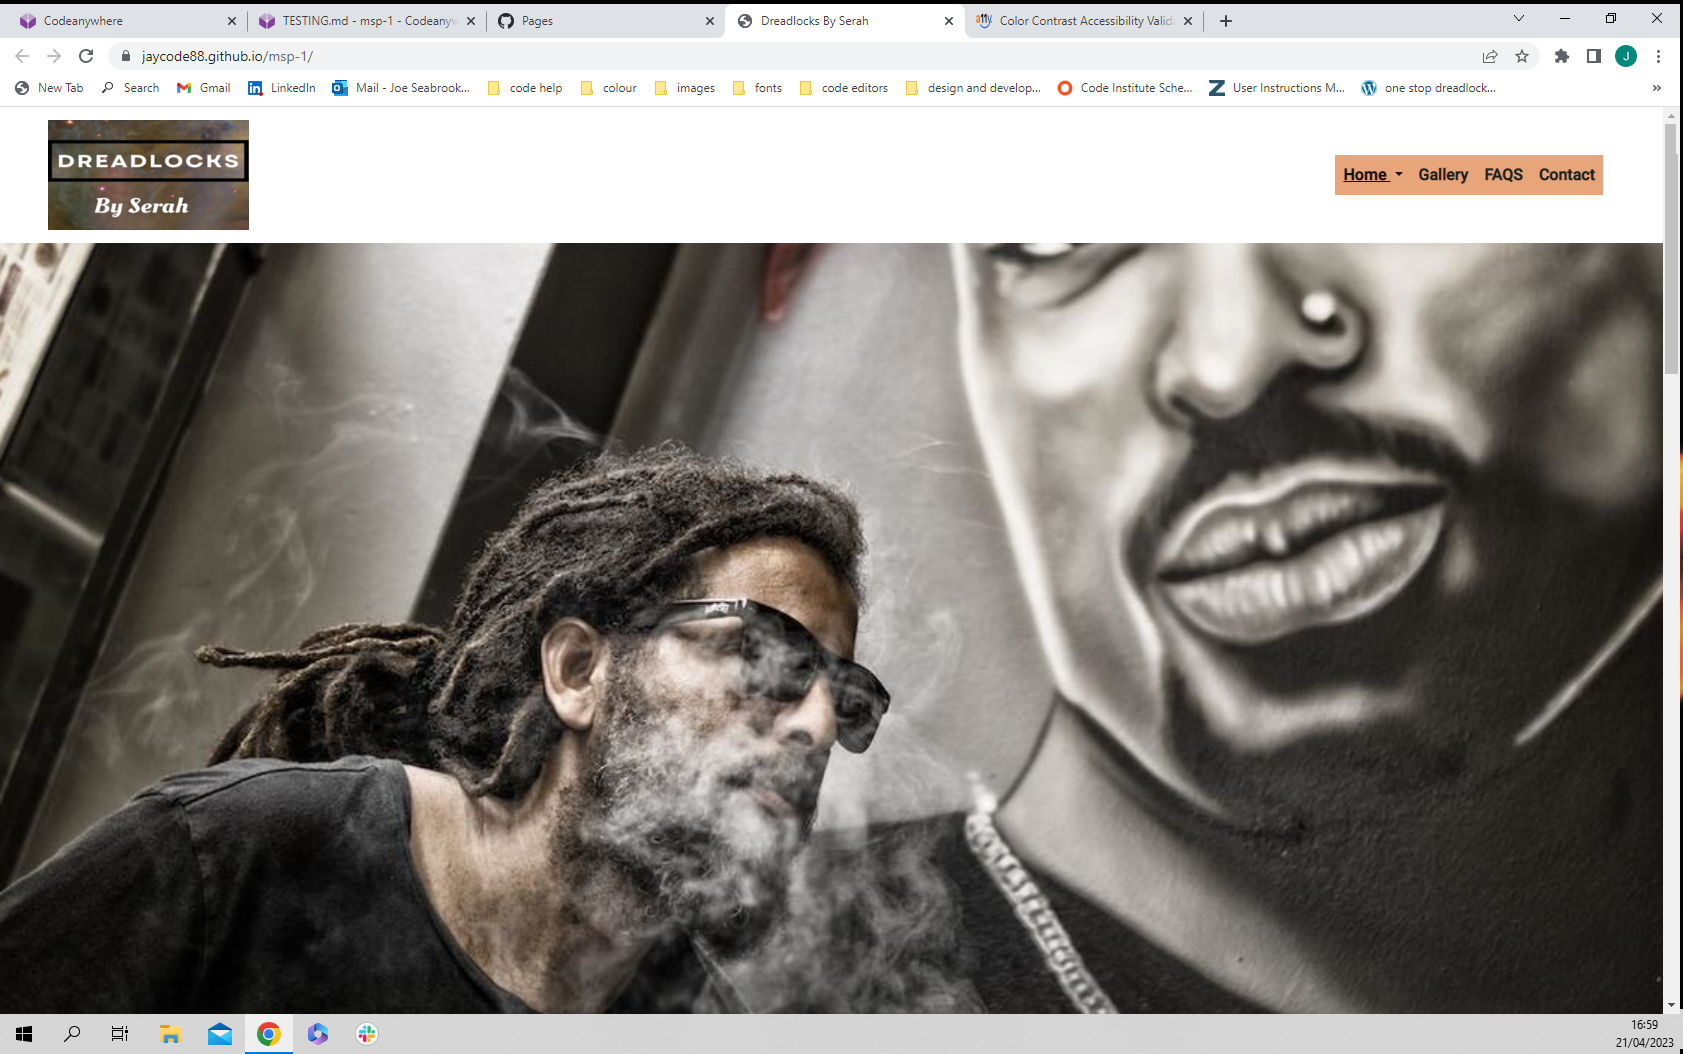 Codeanywhere
TESTING.md - msp-1 - Codeanyw
Pages
Dreadlocks By Serah
a11y Color Contrast Accessibility Valid
jaycode88.github.io/msp-1/
J
New Tab
Search
Gmail
LinkedIn
Mail - Joe Seabrook...
code help
colour
images
fonts
code editors
design and develop...
Code Institute Sche...
User Instructions M...
one stop dreadlock...
»
DREADLOCKS
By Serah
Home
Gallery
FAQS
Contact
16:59
21/04/2023